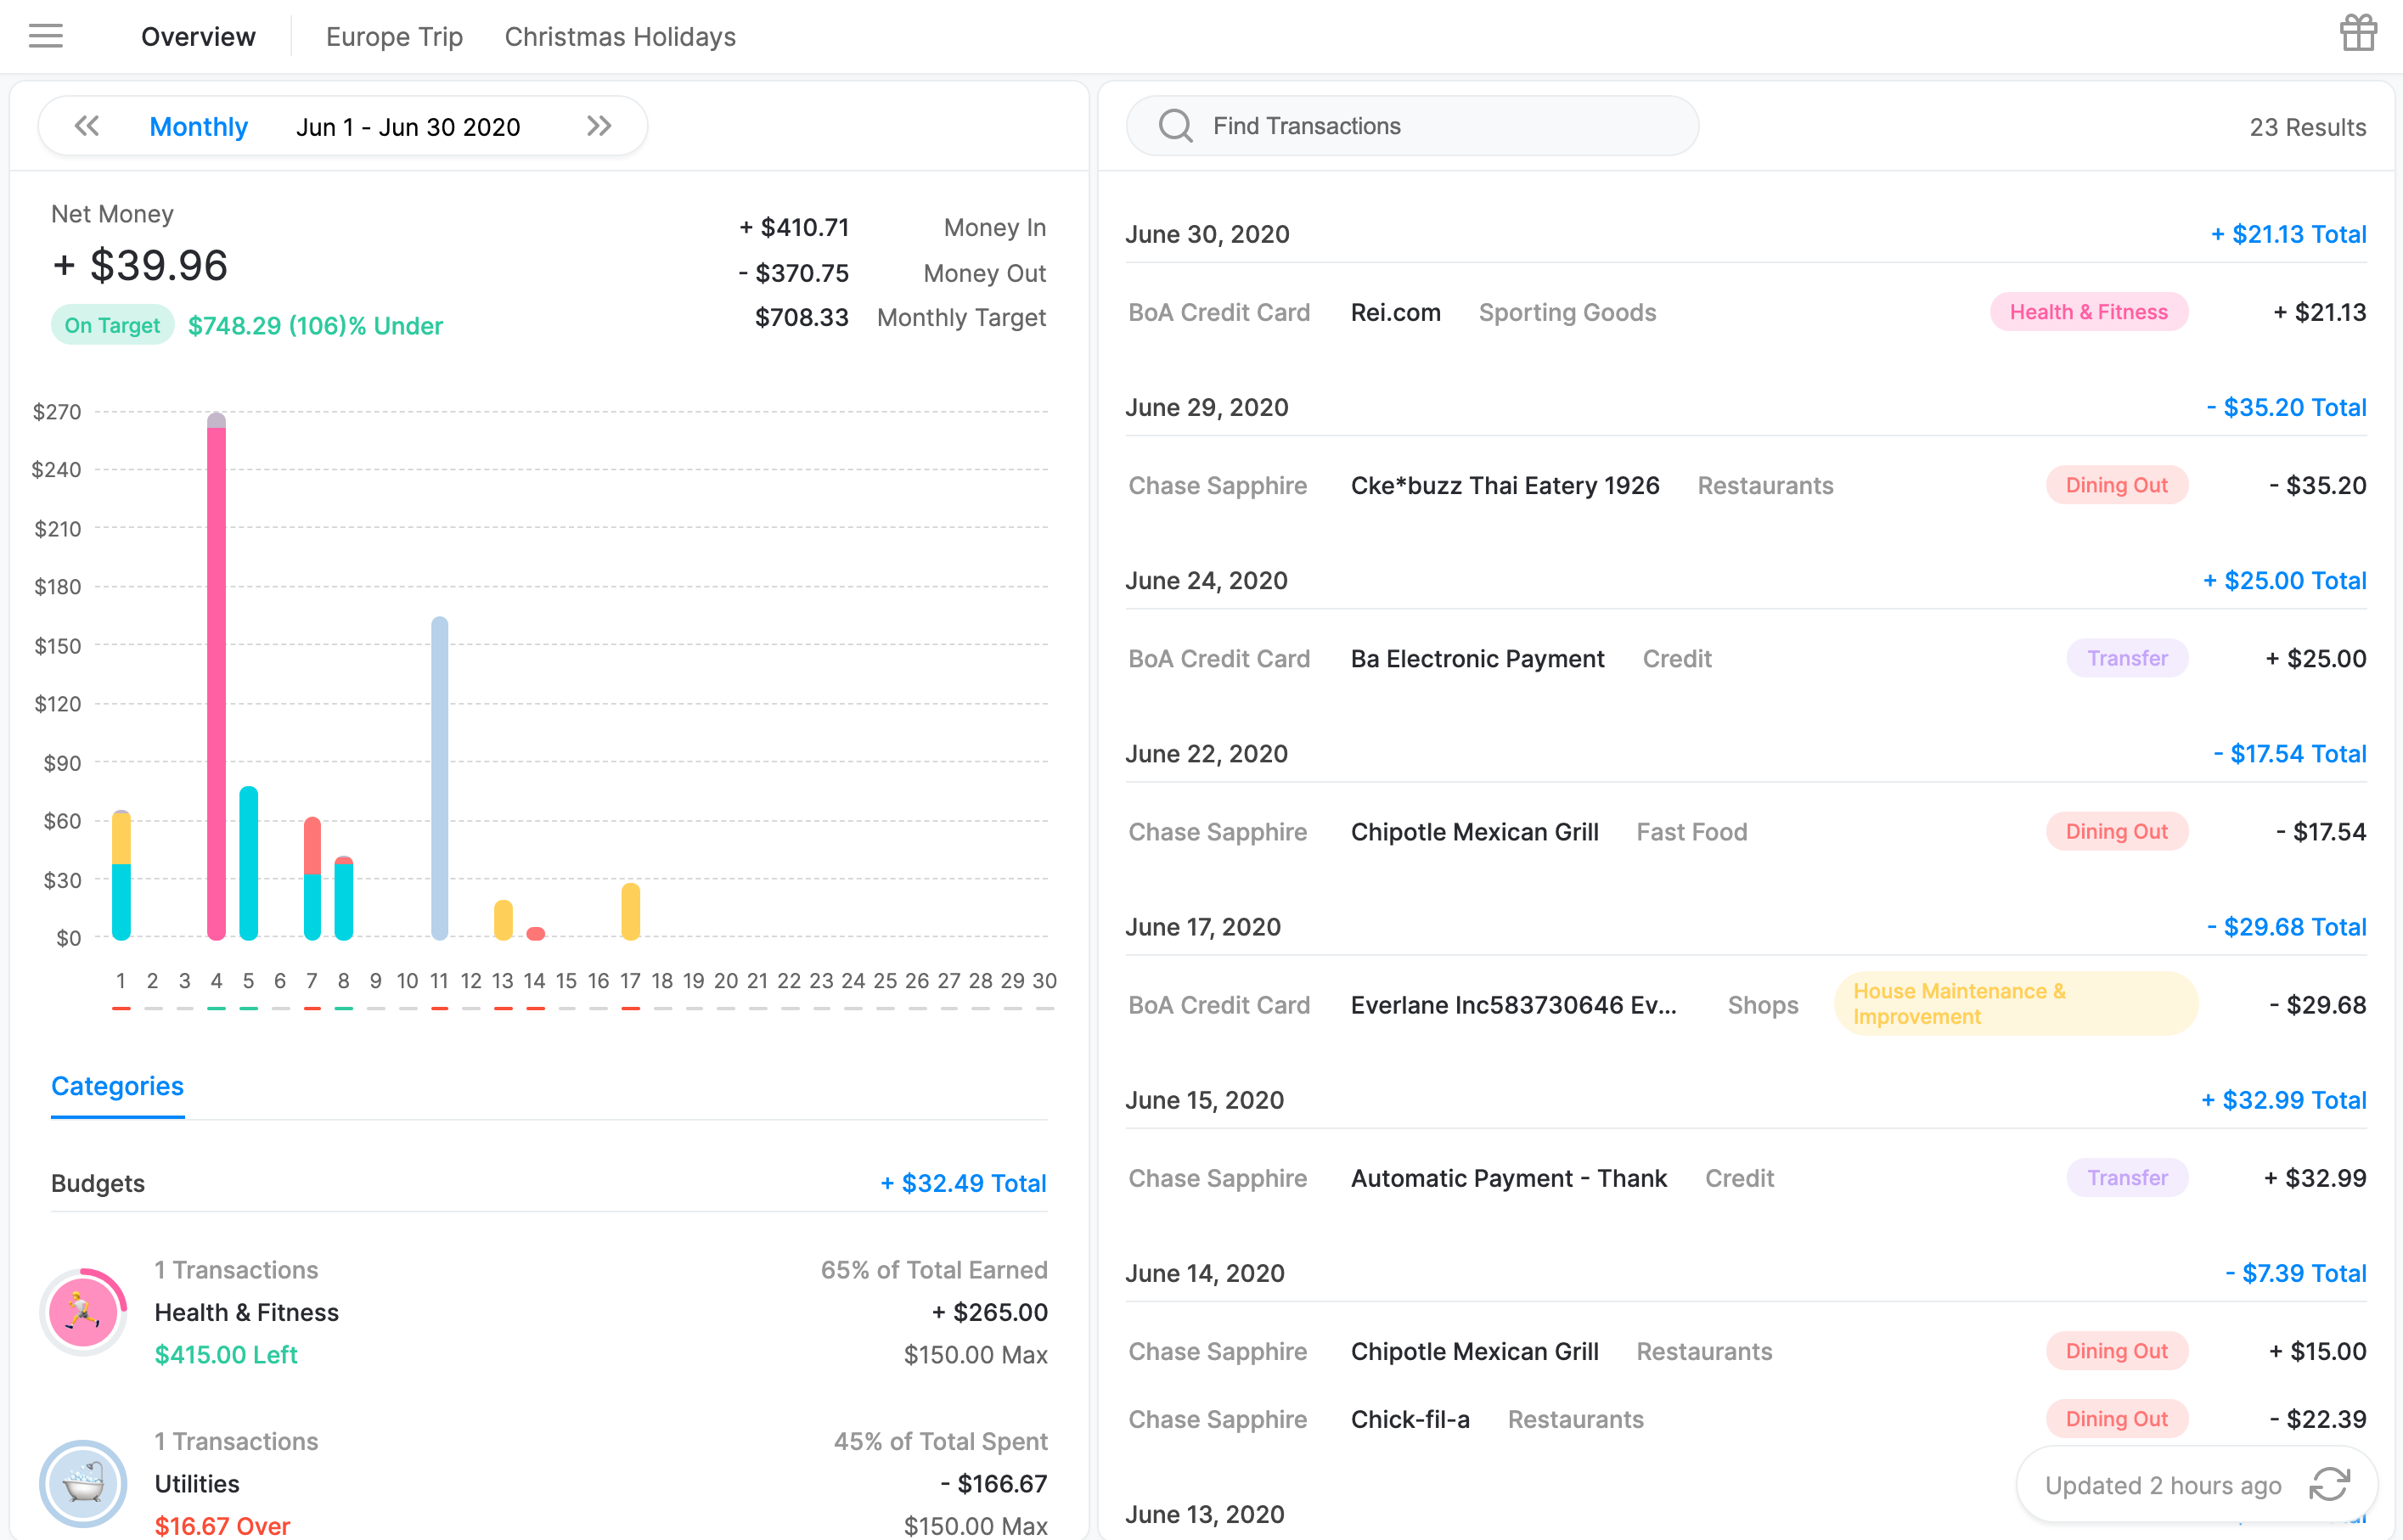 Overview
Europe Trip
Christmas Holidays
Monthly
Jun 1 - Jun 30 2020
Net Money
+ $39.96
On Target $748.29 (106)% Under
+ $410.71 Money In
- $370.75 Money Out
$708.33 Monthly Target
$270
$240
$210
$180
$150
$120
$90
$60
$30
$0
1 2 3 4 5 6 7 8 9 10 11 12 13 14 15 16 17 18 19 20 21 22 23 24 25 26 27 28 29 30
Categories
Budgets + $32.49 Total
1 Transactions 65% of Total Earned
Health & Fitness + $265.00
$415.00 Left $150.00 Max
1 Transactions 45% of Total Spent
Utilities - $166.67
$16.67 Over $150.00 Max
Find Transactions
23 Results
June 30, 2020 + $21.13 Total
BoA Credit Card Rei.com Sporting Goods Health & Fitness + $21.13
June 29, 2020 - $35.20 Total
Chase Sapphire Cke*buzz Thai Eatery 1926 Restaurants Dining Out - $35.20
June 24, 2020 + $25.00 Total
BoA Credit Card Ba Electronic Payment Credit Transfer + $25.00
June 22, 2020 - $17.54 Total
Chase Sapphire Chipotle Mexican Grill Fast Food Dining Out - $17.54
June 17, 2020 - $29.68 Total
BoA Credit Card Everlane Inc583730646 Ev... Shops House Maintenance & Improvement - $29.68
June 15, 2020 + $32.99 Total
Chase Sapphire Automatic Payment - Thank Credit Transfer + $32.99
June 14, 2020 - $7.39 Total
Chase Sapphire Chipotle Mexican Grill Restaurants Dining Out + $15.00
Chase Sapphire Chick-fil-a Restaurants Dining Out - $22.39
Updated 2 hours ago
June 13, 2020